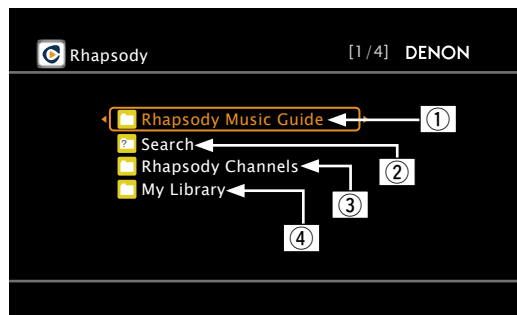 Rhapsody [1/4] DENON
Rhapsody Music Guide ①
? Search ②
Rhapsody Channels ③
My Library ④